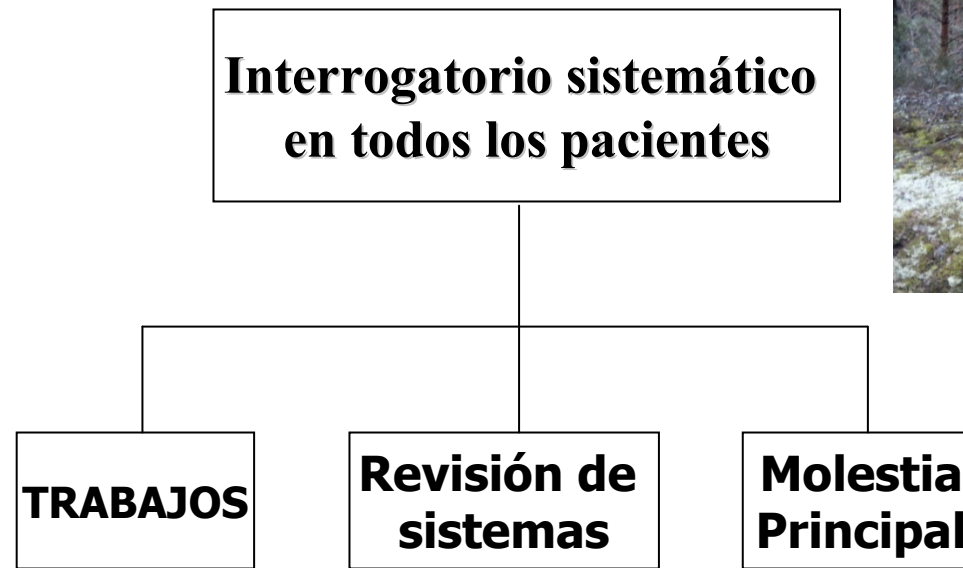 Interrogatorio sistemático
en todos los pacientes
TRABAJOS
Revisión de
sistemas
Molestia
Principal